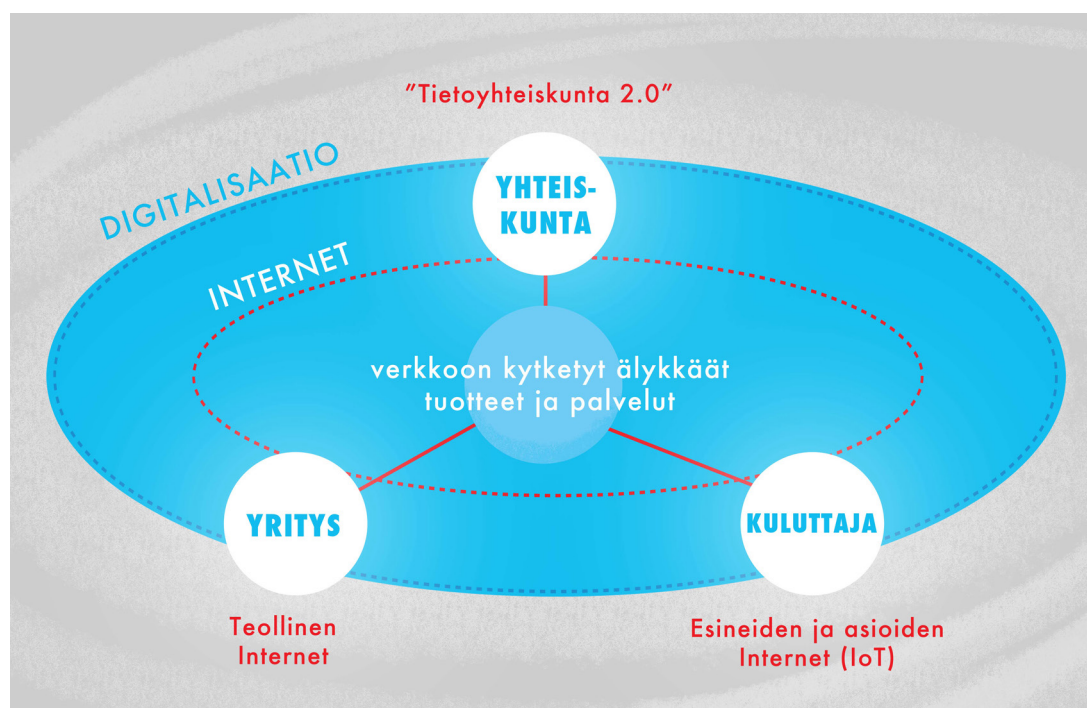 "Tietoyhteiskunta 2.0"
DIGITALISAATIO
YHTEIS-
KUNTA
INTERNET
verkkoon kytketyt älykkäät
tuotteet ja palvelut
YRITYS
KULUTTAJA
Teollinen
Internet
Esineiden ja asioiden
Internet (IoT)